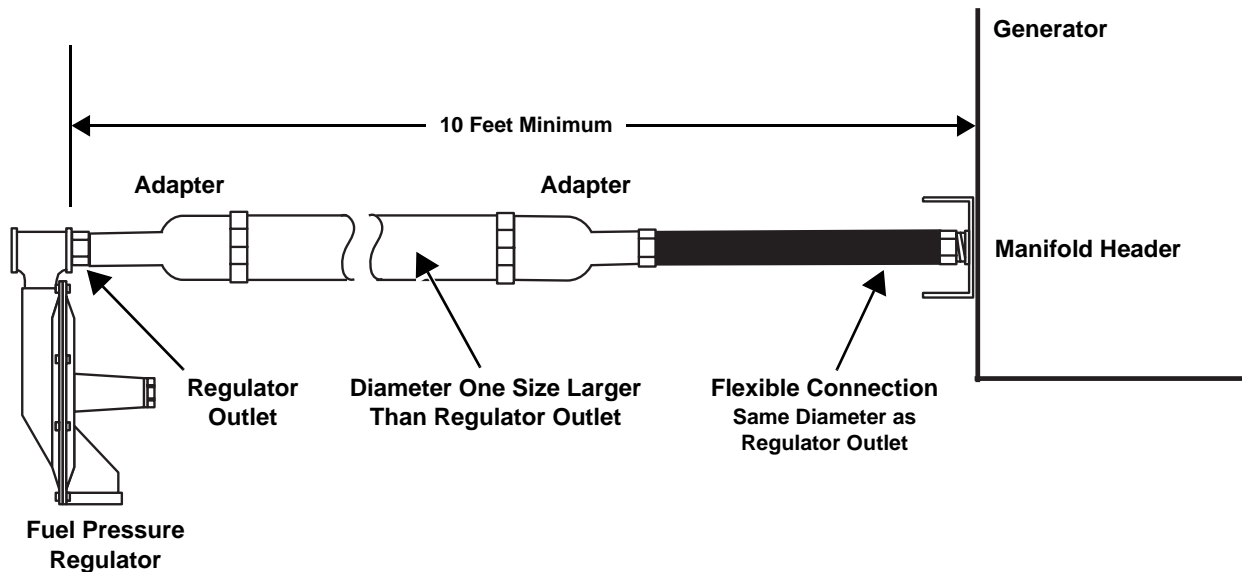 Generator
10 Feet Minimum
Adapter
Adapter
Manifold Header
Regulator
Outlet
Diameter One Size Larger
Than Regulator Outlet
Flexible Connection
Same Diameter as
Regulator Outlet
Fuel Pressure
Regulator